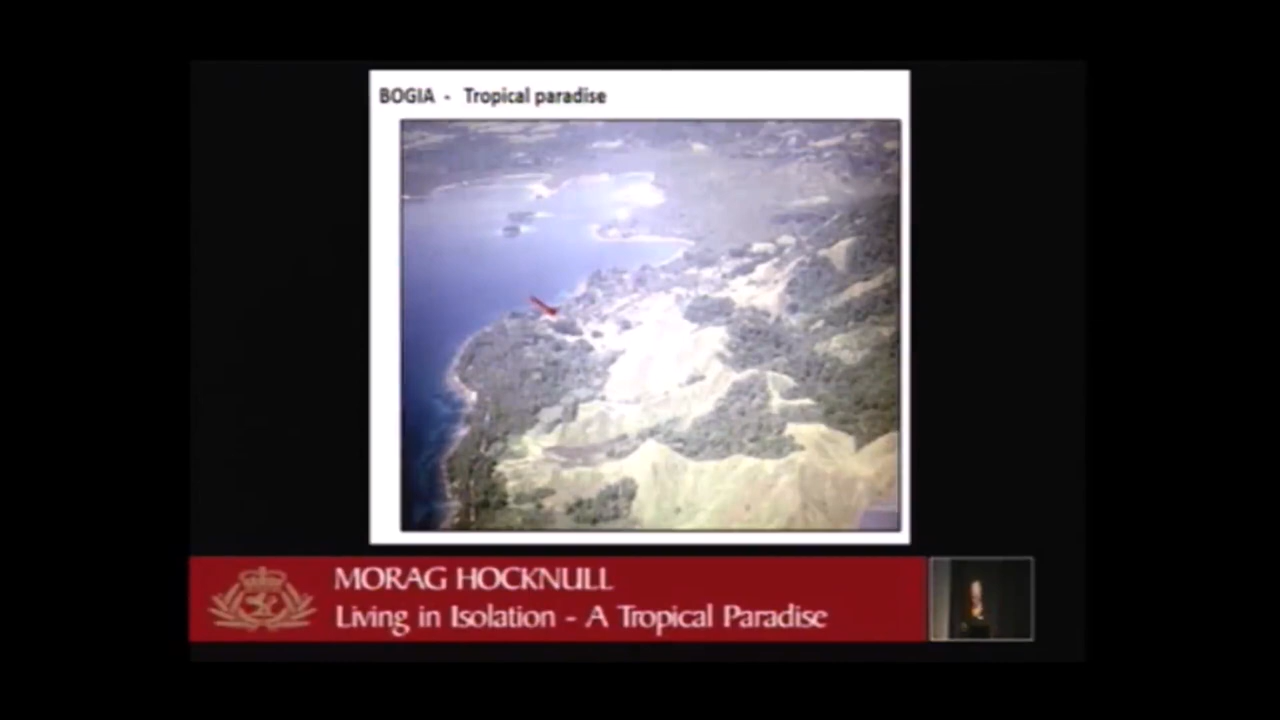 BOGIA - Tropical paradise
MORAG HOCKNULL
Living in Isolation - A Tropical Paradise